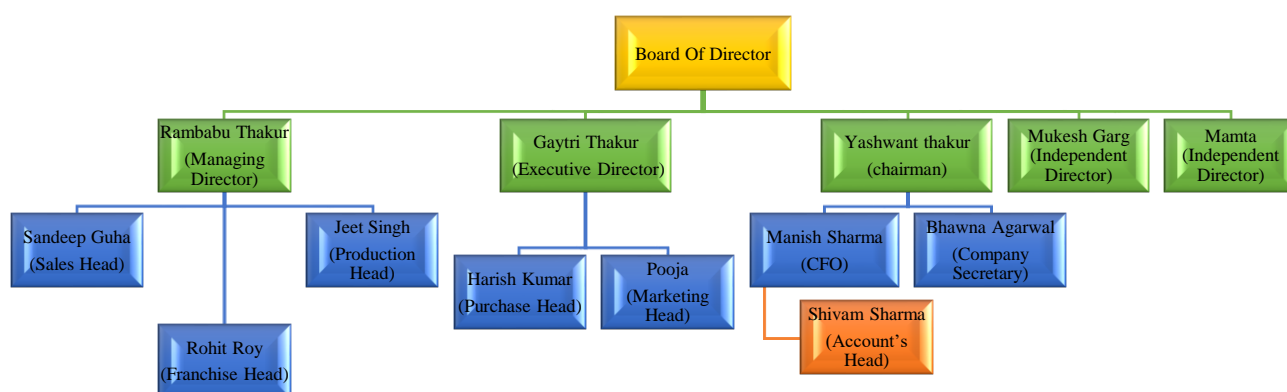 Board Of Director
Rambabu Thakur
(Managing
Director)
Gaytri Thakur
(Executive Director)
Yashwant thakur
(chairman)
Mukesh Garg
(Independent
Director)
Mamta
(Independent
Director)
Sandeep Guha
(Sales Head)
Jeet Singh
(Production
Head)
Rohit Roy
(Franchise Head)
Harish Kumar
(Purchase Head)
Pooja
(Marketing
Head)
Manish Sharma
(CFO)
Bhawna Agarwal
(Company
Secretary)
Shivam Sharma
(Account’s
Head)